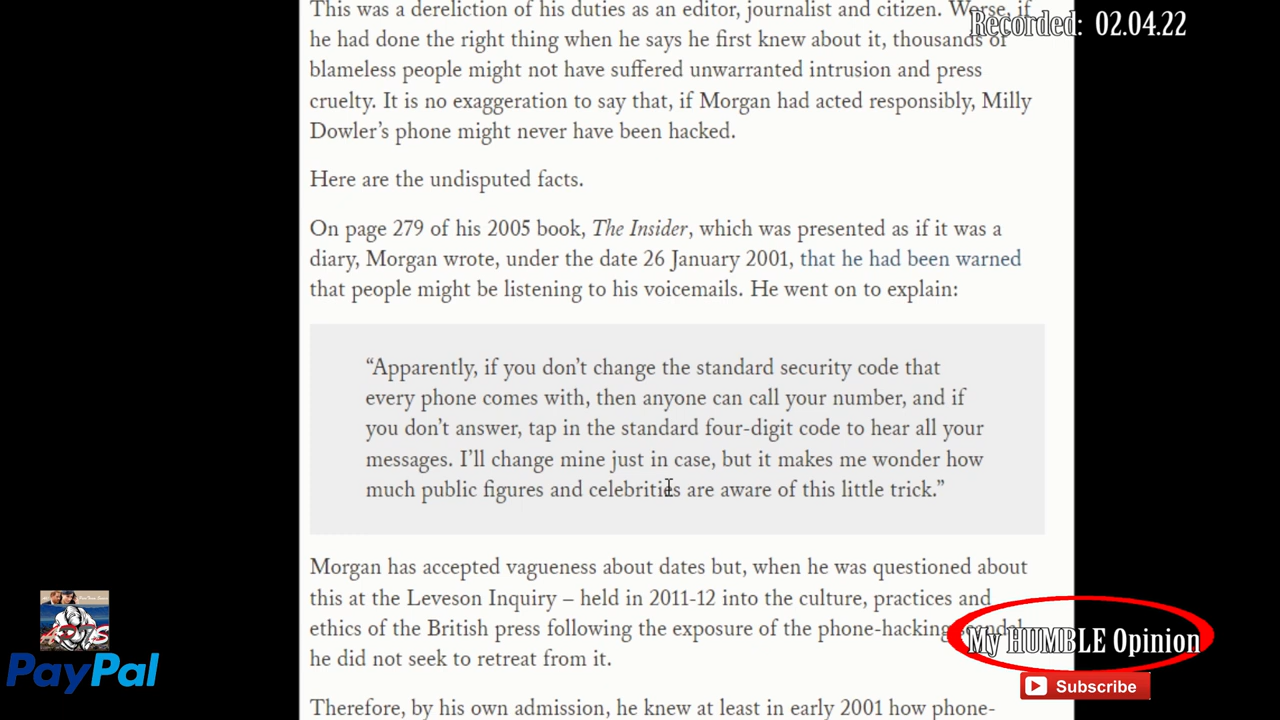 This was a dereliction of his duties as an editor, journalist and citizen. Worse, if
Recorded: 02.04.22
he had done the right thing when he says he first knew about it, thousands of
blameless people might not have suffered unwarranted intrusion and press
cruelty. It is no exaggeration to say that, if Morgan had acted responsibly, Milly
Dowler’s phone might never have been hacked.
Here are the undisputed facts.
On page 279 of his 2005 book, The Insider, which was presented as if it was a
diary, Morgan wrote, under the date 26 January 2001, that he had been warned
that people might be listening to his voicemails. He went on to explain:
“Apparently, if you don’t change the standard security code that
every phone comes with, then anyone can call your number, and if
you don’t answer, tap in the standard four-digit code to hear all your
messages. I’ll change mine just in case, but it makes me wonder how
much public figures and celebrities are aware of this little trick.”
Morgan has accepted vagueness about dates but, when he was questioned about
this at the Leveson Inquiry – held in 2011-12 into the culture, practices and
ethics of the British press following the exposure of the phone-hacking
he did not seek to retreat from it.
My HUMBLE Opinion
PayPal
Subscribe
Therefore, by his own admission, he knew at least in early 2001 how phone-